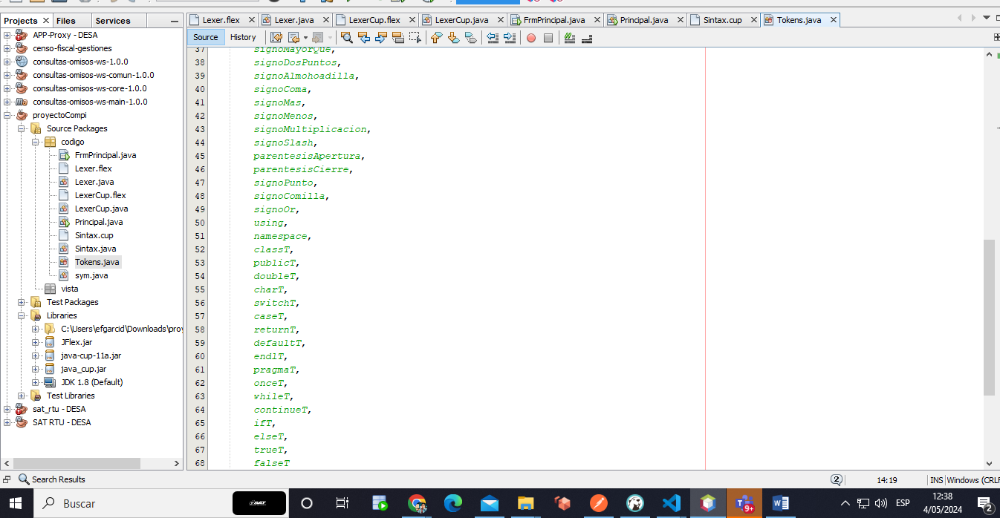 Projects
Files
Services
Lexer.flex
Lexer.java
LexerCup.flex
LexerCup.java
FrmPrincipal.java
Principal.java
Sintax.cup
Tokens.java
Source
History
APP-Proxy - DESA
censo-fiscal-gestiones
consultas-omisos-ws-1.0.0
consultas-omisos-ws-comun-1.0.0
consultas-omisos-ws-core-1.0.0
consultas-omisos-ws-main-1.0.0
proyectoCompi
Source Packages
codigo
FrmPrincipal.java
Lexer.flex
Lexer.java
LexerCup.flex
LexerCup.java
Principal.java
Sintax.cup
Sintax.java
Tokens.java
sym.java
vista
Test Packages
Libraries
C:\Users\efgarcid\Downloads\proy
JFlex.jar
java-cup-11a.jar
java_cup.jar
JDK 1.8 (Default)
Test Libraries
sat_rtu - DESA
SAT RTU - DESA
37 signoMayorQue,
38 signoDosPuntos,
39 signoAlmohoadilla,
40 signoComa,
41 signoMas,
42 signoMenos,
43 signoMultiplicacion,
44 signoSlash,
45 parentesisApertura,
46 parentesisCierre,
47 signoPunto,
48 signoComilla,
49 signoOr,
50 using,
51 namespace,
52 classT,
53 publicT,
54 doubleT,
55 charT,
56 switchT,
57 caseT,
58 returnT,
59 defaultT,
60 endlT,
61 pragmaT,
62 onceT,
63 whileT,
64 continueT,
65 ifT,
66 elseT,
67 trueT,
68 falseT
Search Results
2
14:19
INS
Windows (CRLF
Buscar
SAT
9+
ESP
12:38
4/05/2024
2